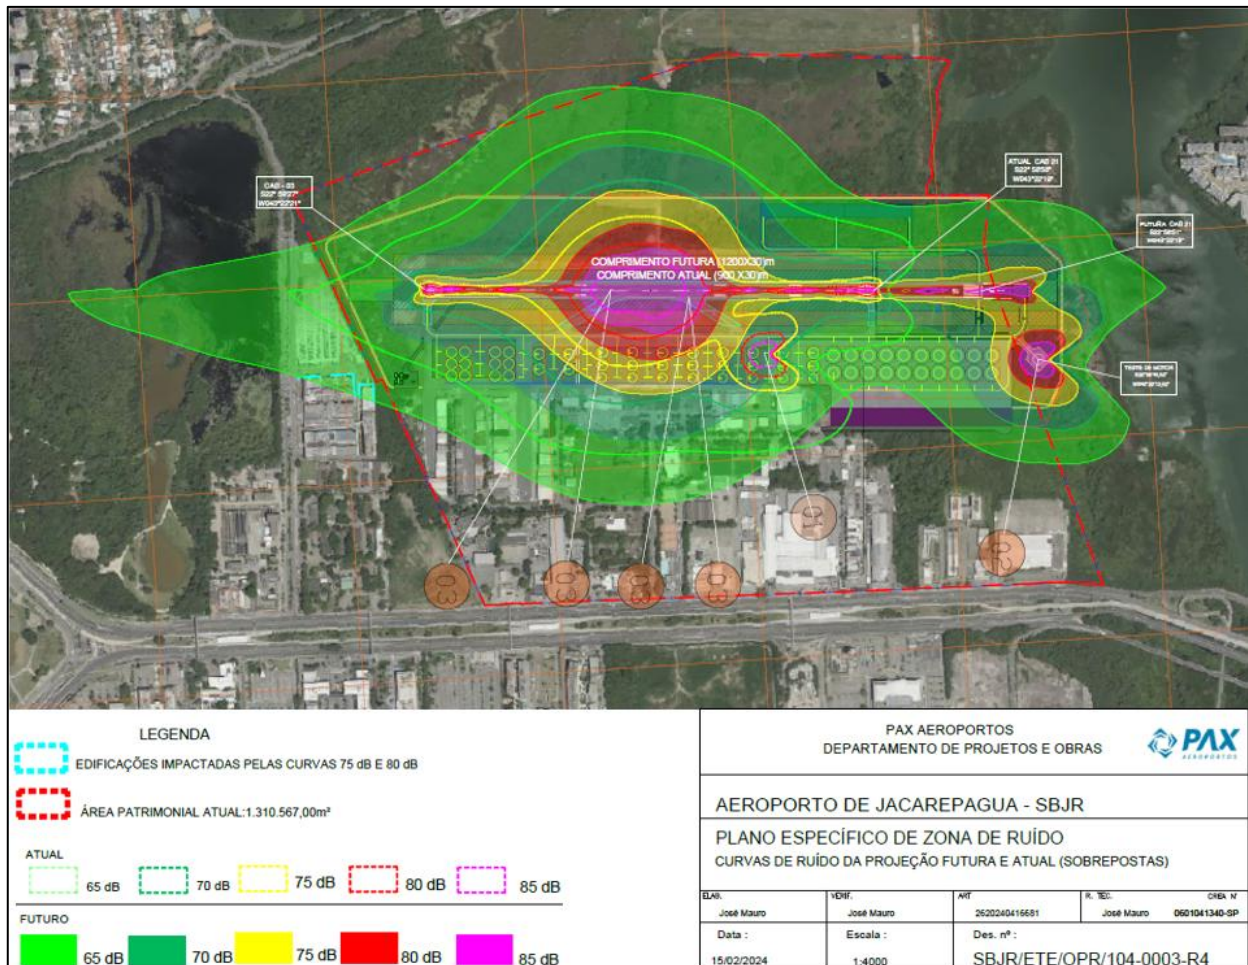 CAB - 03
ATUAL CAB 21
FUTURA CAB 21
COMPRIMENTO FUTURA (1200X30)m
COMPRIMENTO ATUAL (900 X30)m
TESTE DE MOTOR
01
03
03
03
03
02
LEGENDA
EDIFICAÇÕES IMPACTADAS PELAS CURVAS 75 dB E 80 dB
ÁREA PATRIMONIAL ATUAL:1.310.567,00m²
ATUAL
65 dB
70 dB
75 dB
80 dB
85 dB
FUTURO
65 dB
70 dB
75 dB
80 dB
85 dB
PAX AEROPORTOS
DEPARTAMENTO DE PROJETOS E OBRAS
PAX
AEROPORTOS
AEROPORTO DE JACAREPAGUA - SBJR
PLANO ESPECÍFICO DE ZONA DE RUÍDO
CURVAS DE RUÍDO DA PROJEÇÃO FUTURA E ATUAL (SOBREPOSTAS)
ELAB. VERIF. ART R. TEC. CREA Nº
José Mauro José Mauro 2620240416681 José Mauro 0601041340-SP
Data : Escala : Des. nº :
15/02/2024 1:4000 SBJR/ETE/OPR/104-0003-R4